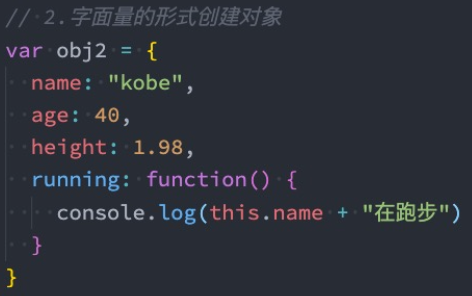 // 2.字面量的形式创建对象
var obj2 = {
  name: "kobe",
  age: 40,
  height: 1.98,
  running: function() {
    console.log(this.name + "在跑步")
  }
}